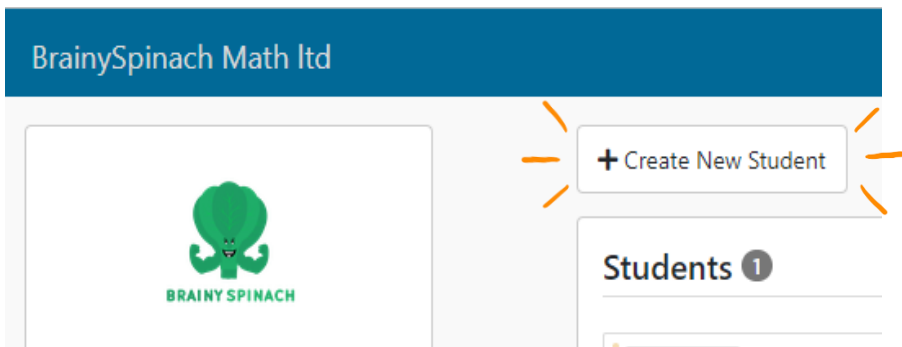 BrainySpinach Math ltd
+ Create New Student
BRAINY SPINACH
Students 1